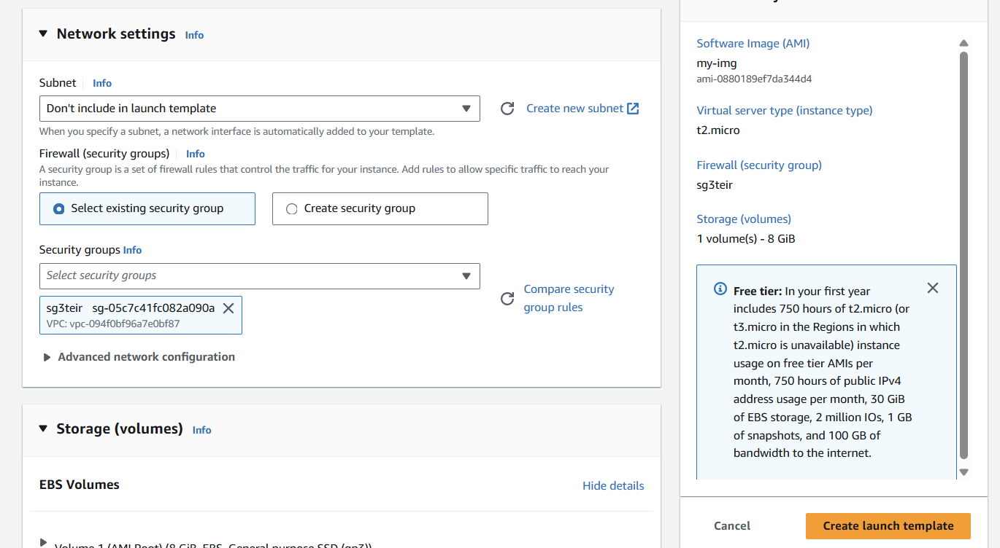 Network settings Info
Subnet Info
Don't include in launch template
Create new subnet
When you specify a subnet, a network interface is automatically added to your template.
Firewall (security groups) Info
A security group is a set of firewall rules that control the traffic for your instance. Add rules to allow specific traffic to reach your
instance.
Select existing security group
Create security group
Security groups Info
Select security groups
sg3teir sg-05c7c41fc082a090a
VPC: vpc-094f0bf96a7e0bf87
Compare security
group rules
Advanced network configuration
Storage (volumes) Info
EBS Volumes
Hide details
Volume 1 (AMI Root) (8 GiB, EBS, General purpose SSD (gp3))
Software Image (AMI)
my-img
ami-0880189ef7da344d4
Virtual server type (instance type)
t2.micro
Firewall (security group)
sg3teir
Storage (volumes)
1 volume(s) - 8 GiB
Free tier: In your first year
includes 750 hours of t2.micro (or
t3.micro in the Regions in which
t2.micro is unavailable) instance
usage on free tier AMIs per
month, 750 hours of public IPv4
address usage per month, 30 GiB
of EBS storage, 2 million IOs, 1 GB
of snapshots, and 100 GB of
bandwidth to the internet.
Cancel
Create launch template